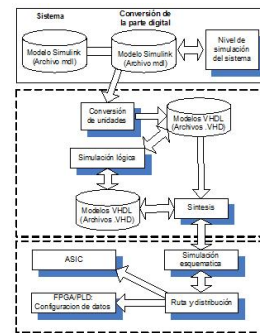 Sistema
Conversión de
la parte digital
Modelo Simulink
(Archivo mdl)
Modelo Simulink
(Archivo mdl)
Nivel de
simulación
del sistema
Conversión
de unidades
Modelos VHDL
(Archivos .VHD)
Simulación lógica
Modelos VHDL
(Archivos .VHD)
Síntesis
ASIC
Simulación
esquematica
FPGA/PLD:
Configuracion de datos
Ruta y distribución